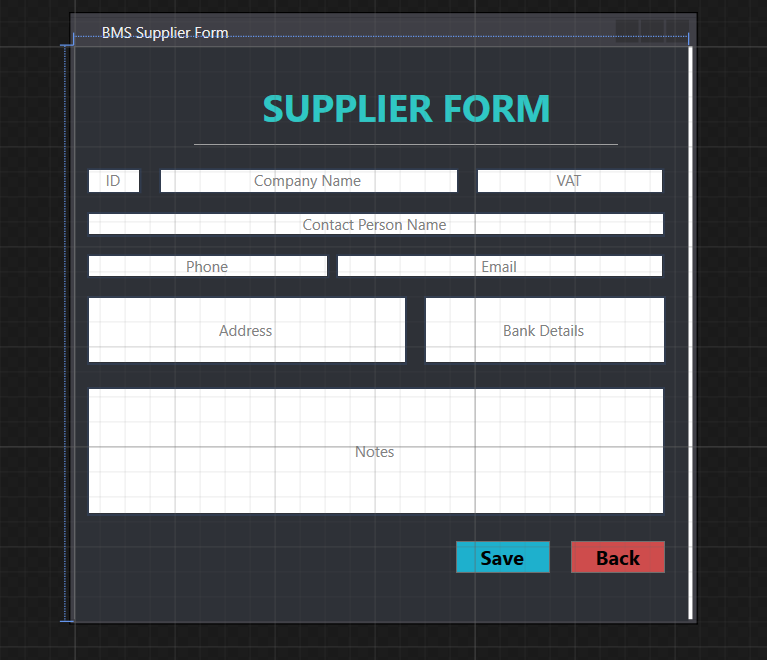 BMS Supplier Form
SUPPLIER FORM
ID Company Name VAT
Contact Person Name
Phone Email
Address Bank Details
Notes
Save Back